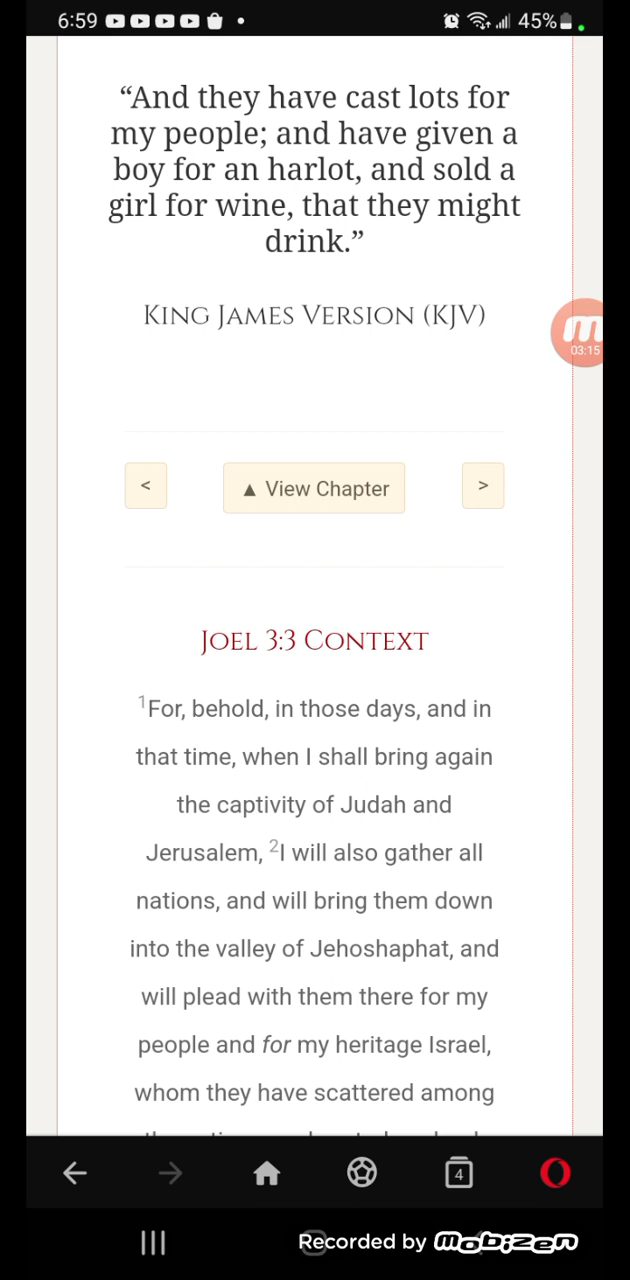 6:59
45%
“And they have cast lots for
my people; and have given a
boy for an harlot, and sold a
girl for wine, that they might
drink.”
King James Version (KJV)
03:15
<
▲ View Chapter
>
Joel 3:3 Context
1For, behold, in those days, and in
that time, when I shall bring again
the captivity of Judah and
Jerusalem, 2I will also gather all
nations, and will bring them down
into the valley of Jehoshaphat, and
will plead with them there for my
people and for my heritage Israel,
whom they have scattered among
4
Recorded by mobizen